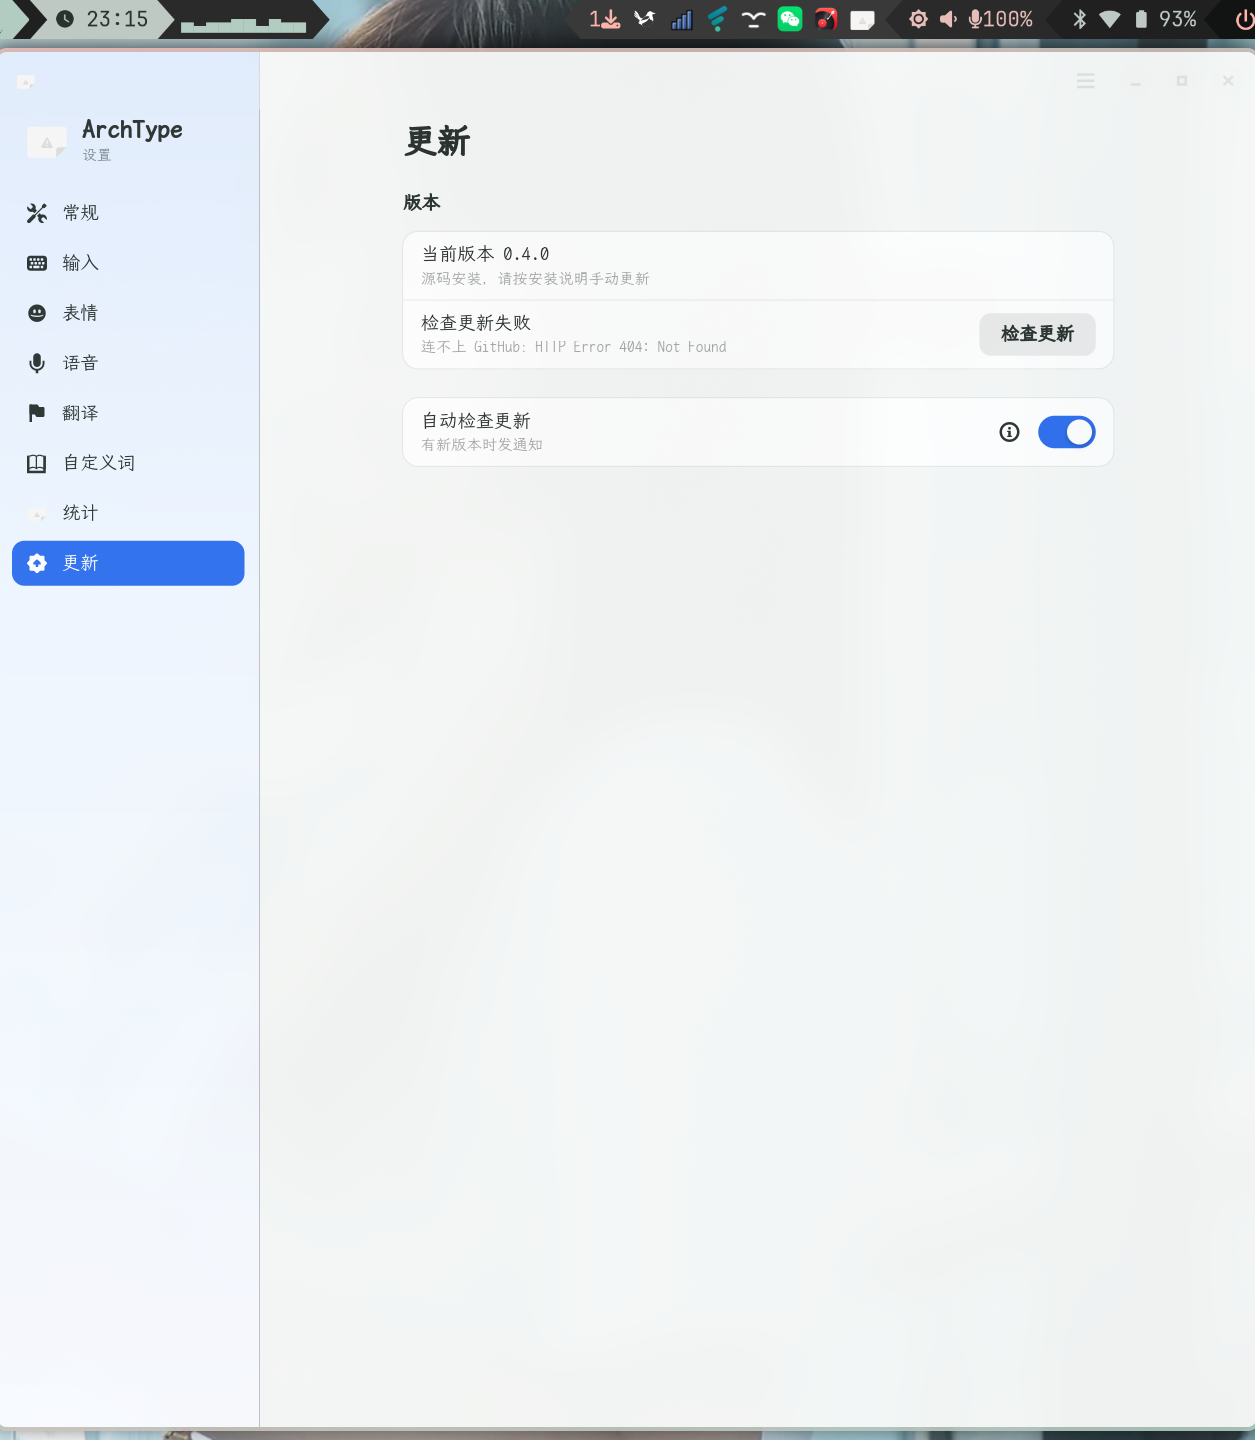 23:15
1
100%
93%
ArchType
设置
常规
输入
表情
语音
翻译
自定义词
统计
更新
更新
版本
当前版本 0.4.0
源码安装, 请按安装说明手动更新
检查更新失败
连不上 GitHub: HTTP Error 404: Not Found
检查更新
自动检查更新
有新版本时发通知